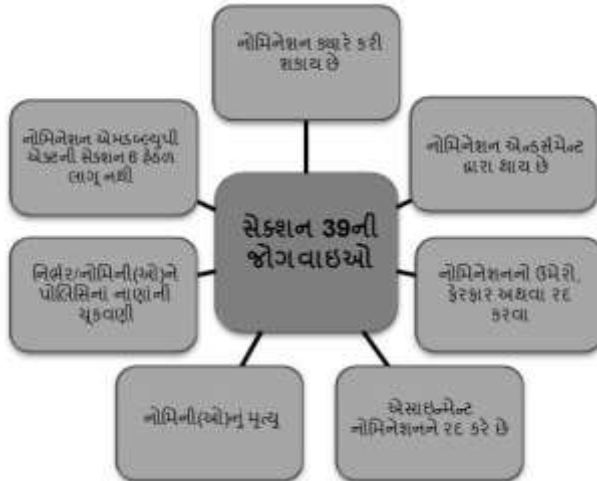 નોમિનેશન ક્યારે કરી
શકાય છે
નોમિનેશન એન્ડર્સમેન્ટ
દ્વારા થાય છે
નોમિનેશનનો ઉમેરો,
ફેરફાર અથવા રદ
કરવા
એસાઇન્મેન્ટ
નોમિનેશનને રદ કરે છે
નોમિની(ઓ)નું મૃત્યુ
નિર્ભર/નોમિની(ઓ)ને
પોલિસિનાં નાણાંની
ચૂકવણી
નોમિનેશન એમડબ્લ્યુપી
એક્ટની સેક્શન 6 હેઠળ
લાગૂ નથી
સેક્શન 39ની
જોગવાઇઓ